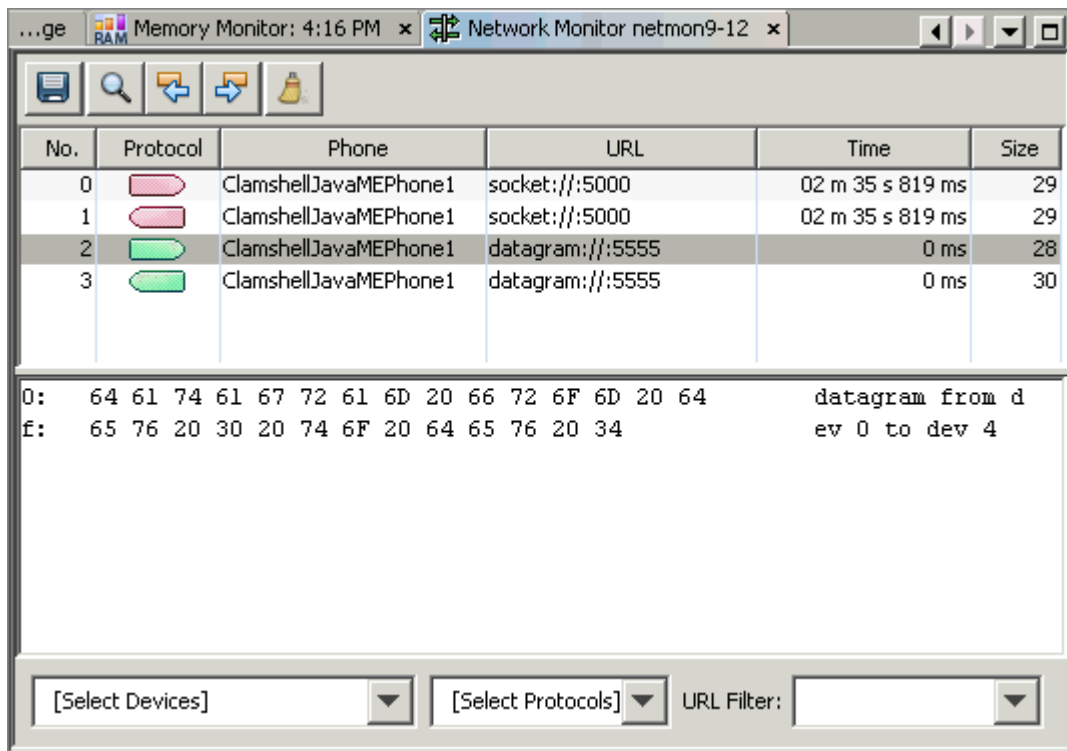 ...ge RAM Memory Monitor: 4:16 PM x Network Monitor netmon9-12 x
No. Protocol Phone URL Time Size
0 ClamshellJavaMEPhone1 socket://:5000 02 m 35 s 819 ms 29
1 ClamshellJavaMEPhone1 socket://:5000 02 m 35 s 819 ms 29
2 ClamshellJavaMEPhone1 datagram://:5555 0 ms 28
3 ClamshellJavaMEPhone1 datagram://:5555 0 ms 30
0: 64 61 74 61 67 72 61 6D 20 66 72 6F 6D 20 64 datagram from d
f: 65 76 20 30 20 74 6F 20 64 65 76 20 34 ev 0 to dev 4
[Select Devices] [Select Protocols] URL Filter: